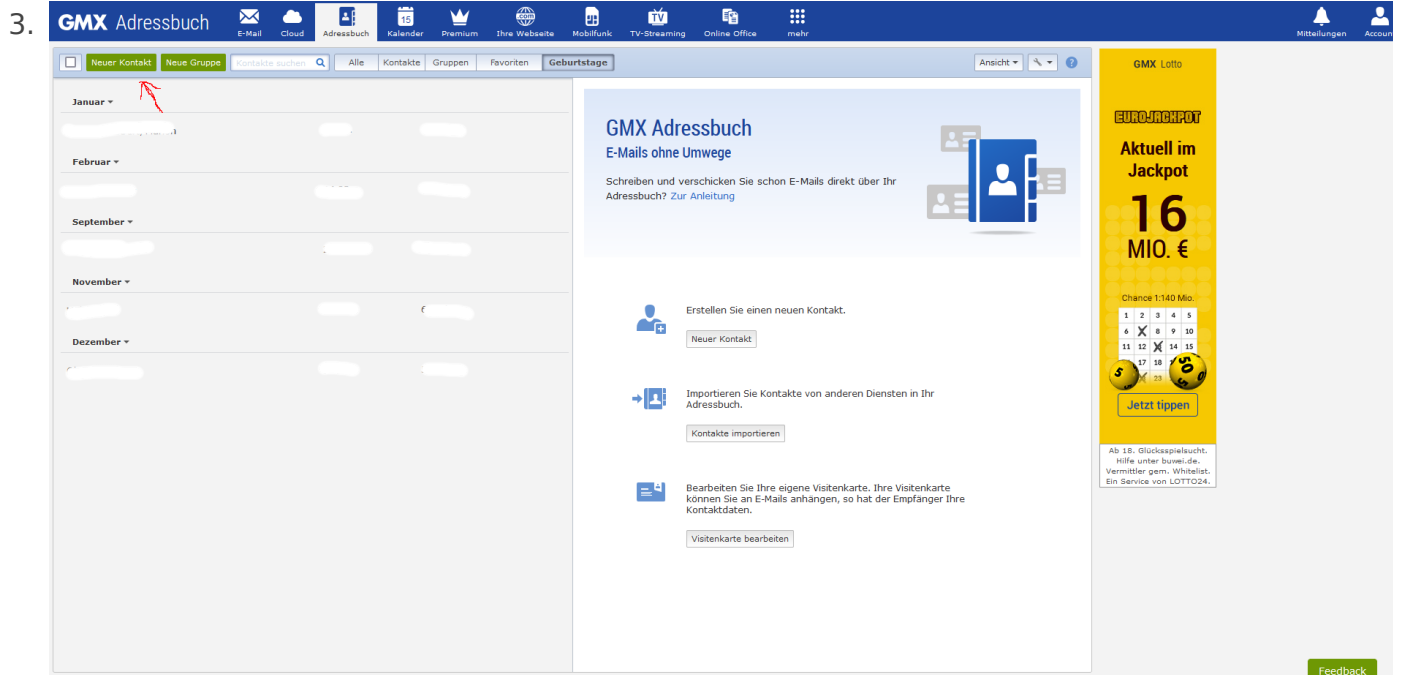 3.
GMX Adressbuch
E-Mail Cloud Adressbuch 15 Kalender Premium .com Ihre Webseite Mobilfunk TV TV-Streaming Online Office mehr Mitteilungen Accoun
Neuer Kontakt Neue Gruppe Kontakte suchen Alle Kontakte Gruppen Favoriten Geburtstage Ansicht ?
Januar
Februar
September
November
Dezember
GMX Adressbuch
E-Mails ohne Umwege
Schreiben und verschicken Sie schon E-Mails direkt über Ihr
Adressbuch? Zur Anleitung
Erstellen Sie einen neuen Kontakt.
Neuer Kontakt
Importieren Sie Kontakte von anderen Diensten in Ihr
Adressbuch.
Kontakte importieren
Bearbeiten Sie Ihre eigene Visitenkarte. Ihre Visitenkarte
können Sie an E-Mails anhängen, so hat der Empfänger Ihre
Kontaktdaten.
Visitenkarte bearbeiten
GMX Lotto
EUROJACKPOT
Aktuell im
Jackpot
16
MIO. €
Chance 1:140 Mio.
1 2 3 4 5
6 8 9 10
11 12 14 15
17 18
5 23 50 0
Jetzt tippen
Ab 18. Glücksspielsucht.
Hilfe unter buwei.de.
Vermittler gem. Whitelist.
Ein Service von LOTTO24.
Feedback